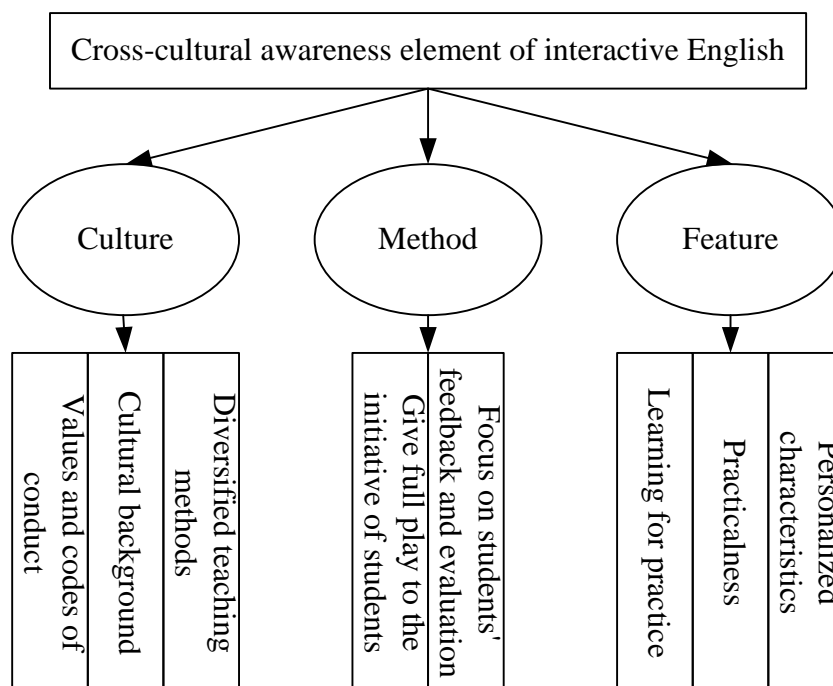 Cross-cultural awareness element of interactive English
Culture
Method
Feature
Values and codes of
conduct
Cultural background
Diversified teaching
methods
Give full play to the
initiative of students
Focus on students'
feedback and evaluation
Learning for practice
Practicalness
Personalized
characteristics